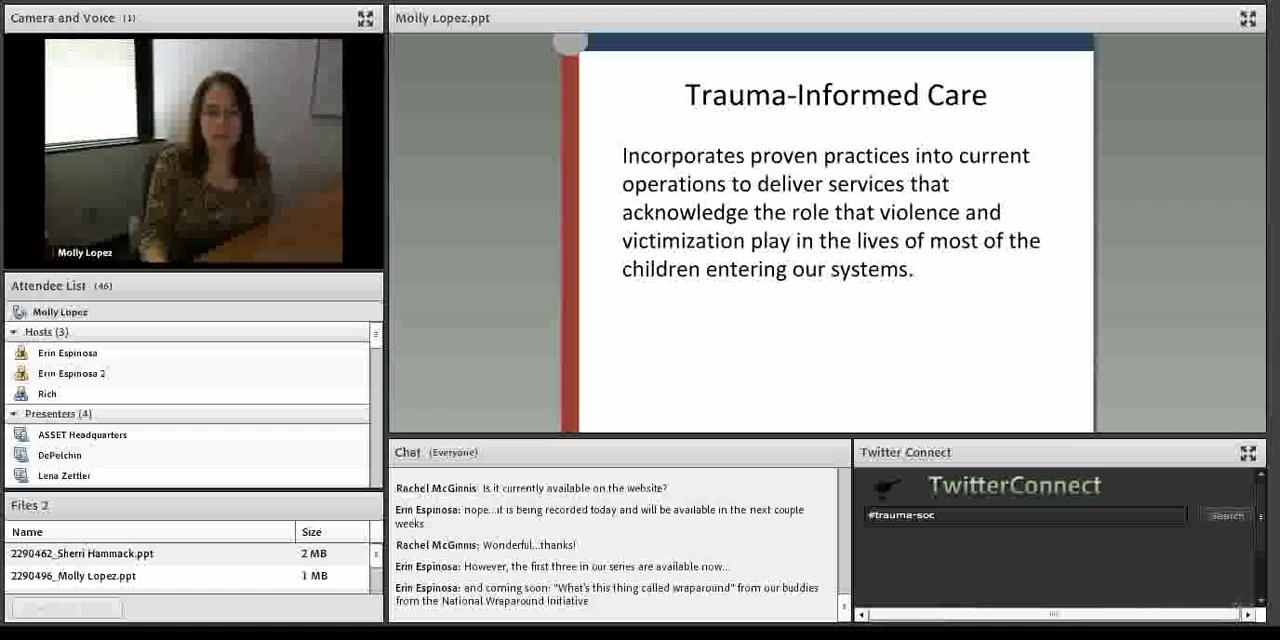 Camera and Voice (1)
Molly Lopez
Attendee List (46)
Molly Lopez
Hosts (3)
Erin Espinosa
Erin Espinosa 2
Rich
Presenters (4)
ASSET Headquarters
DePelchin
Lena Zettler
Files 2
Name Size
2290462_Sherri Hammack.ppt 2 MB
2290496_Molly Lopez.ppt 1 MB
Molly Lopez.ppt
Trauma-Informed Care
Incorporates proven practices into current
operations to deliver services that
acknowledge the role that violence and
victimization play in the lives of most of the
children entering our systems.
Chat (Everyone)
Rachel McGinnis: Is it currently available on the website?
Erin Espinosa: nope...it is being recorded today and will be available in the next couple
weeks
Rachel McGinnis: Wonderful...thanks!
Erin Espinosa: However, the first three in our series are available now...
Erin Espinosa: and coming soon: "What's this thing called wraparound" from our buddies
from the National Wraparound Initiative
Twitter Connect
TwitterConnect
#trauma-soc
Search